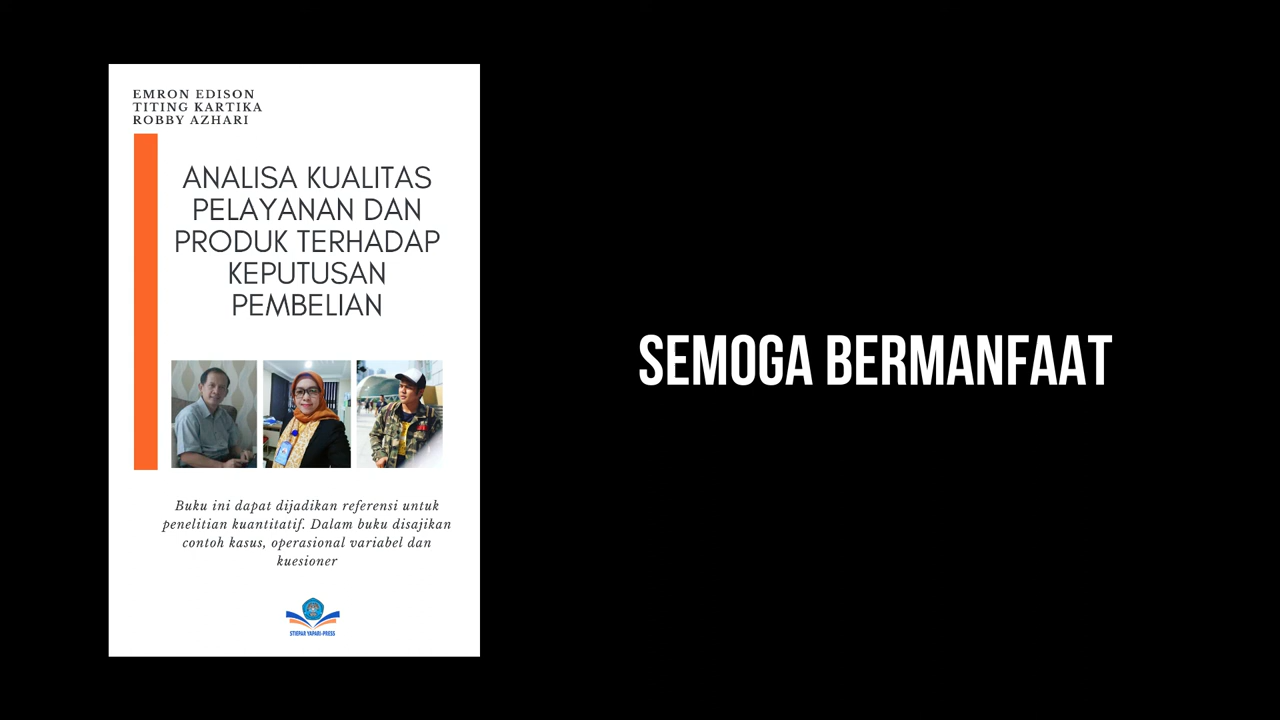 EMRON EDISON
TITING KARTIKA
ROBBY AZHARI
ANALISA KUALITAS
PELAYANAN DAN
PRODUK TERHADAP
KEPUTUSAN
PEMBELIAN
Buku ini dapat dijadikan referensi untuk
penelitian kuantitatif. Dalam buku disajikan
contoh kasus, operasional variabel dan
kuesioner
STIEPAR YAPARI-PRESS
SEMOGA BERMANFAAT